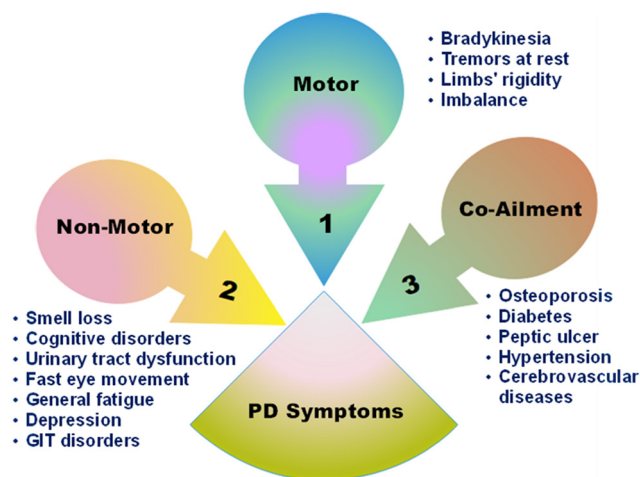 Motor
1
• Bradykinesia
• Tremors at rest
• Limbs' rigidity
• Imbalance
Non-Motor
2
• Smell loss
• Cognitive disorders
• Urinary tract dysfunction
• Fast eye movement
• General fatigue
• Depression
• GIT disorders
Co-Ailment
3
• Osteoporosis
• Diabetes
• Peptic ulcer
• Hypertension
• Cerebrovascular
diseases
PD Symptoms